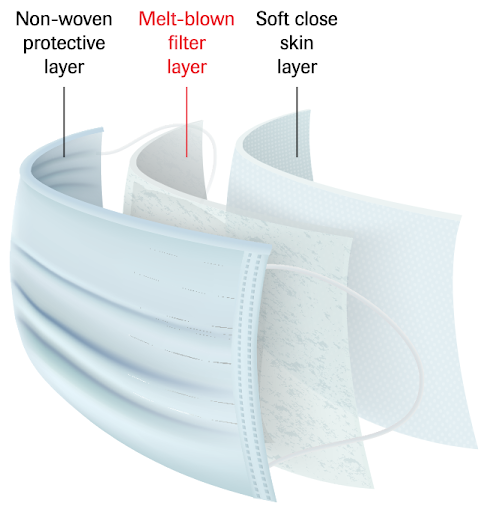 Non-woven
protective
layer
Melt-blown
filter
layer
Soft close
skin
layer